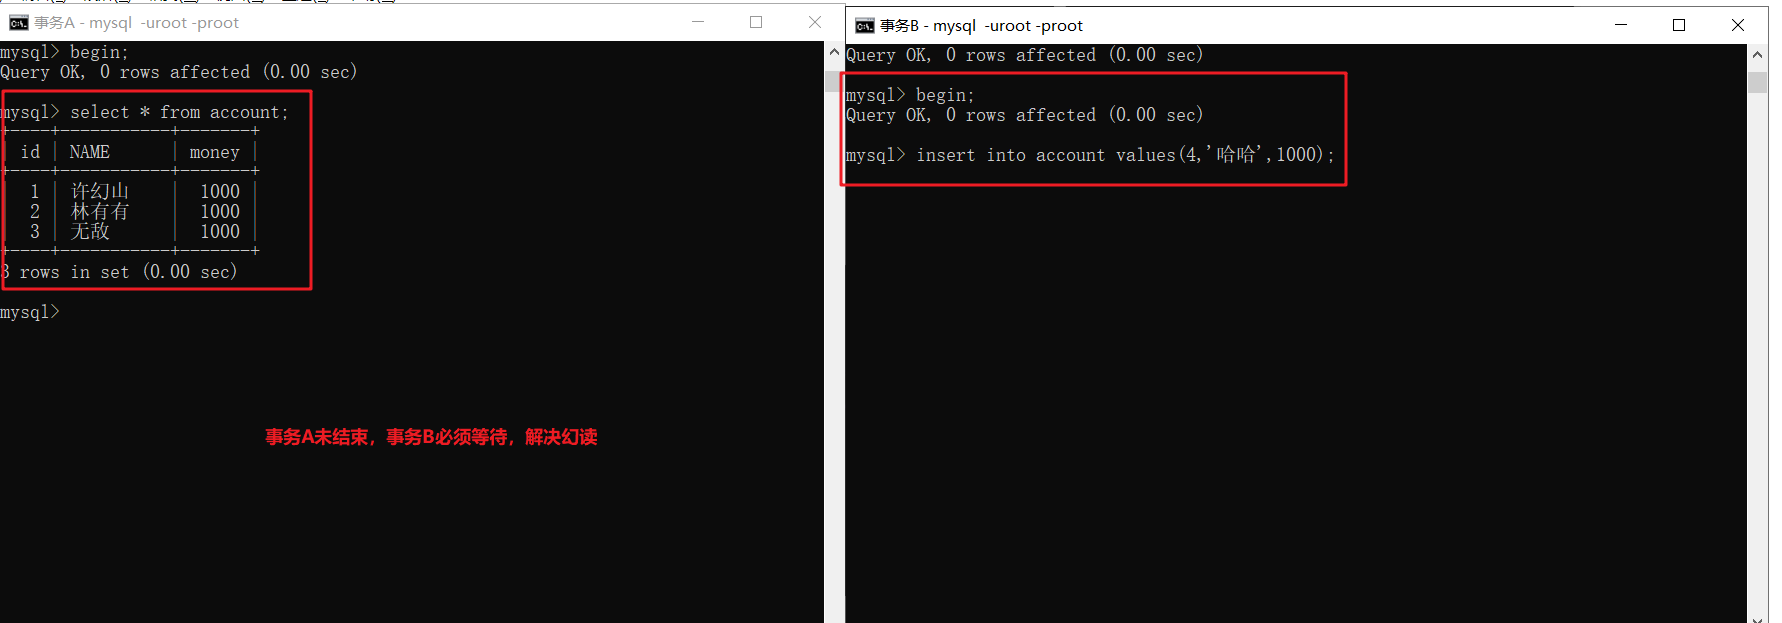 事务A - mysql  -uroot -proot
mysql> begin;
Query OK, 0 rows affected (0.00 sec)
mysql> select * from account;
+----+-----------+-------+
| id | NAME      | money |
+----+-----------+-------+
|  1 | 许幻山    |  1000 |
|  2 | 林有有    |  1000 |
|  3 | 无敌      |  1000 |
+----+-----------+-------+
3 rows in set (0.00 sec)
mysql>
事务A未结束，事务B必须等待，解决幻读
事务B - mysql  -uroot -proot
Query OK, 0 rows affected (0.00 sec)
mysql> begin;
Query OK, 0 rows affected (0.00 sec)
mysql> insert into account values(4,'哈哈',1000);